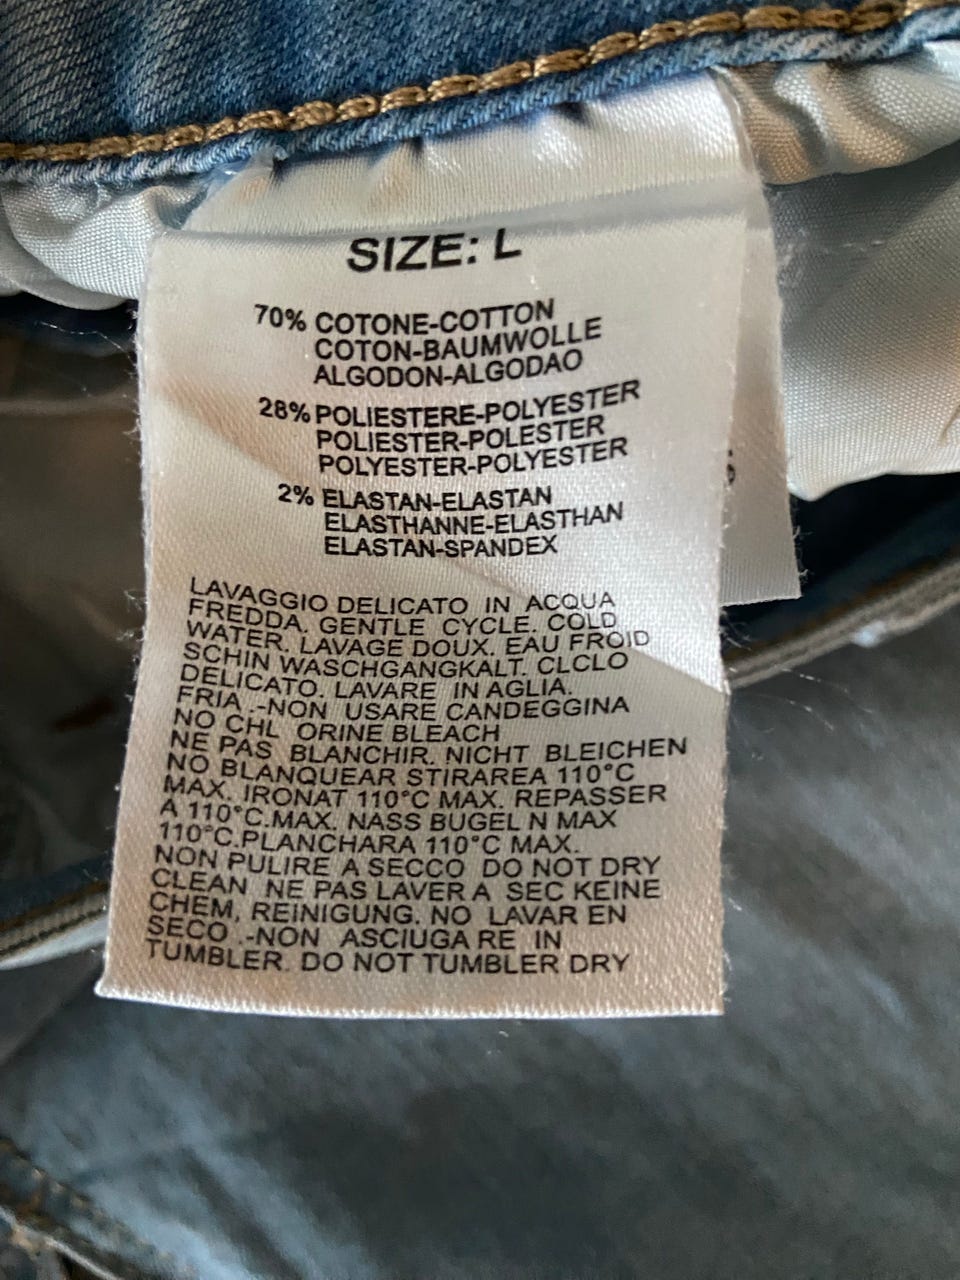 SIZE: L
70% COTONE-COTTON
COTON-BAUMWOLLE
ALGODON-ALGODAO
28% POLIESTERE-POLYESTER
POLIESTER-POLESTER
POLYESTER-POLYESTER
2% ELASTAN-ELASTAN
ELASTHANNE-ELASTHAN
ELASTAN-SPANDEX
LAVAGGIO DELICATO IN ACQUA
FREDDA. GENTLE CYCLE. COLD
WATER. LAVAGE DOUX. EAU FROID
SCHIN WASCHGANGKALT. CLCLO
DELICATO. LAVARE IN AGLIA.
FRIA .-NON USARE CANDEGGINA
NO CHL ORINE BLEACH
NE PAS BLANCHIR. NICHT BLEICHEN
NO BLANQUEAR STIRAREA 110°C
MAX. IRONAT 110°C MAX. REPASSER
A 110°C.MAX. NASS BUGEL N MAX
110°C.PLANCHARA 110°C MAX.
NON PULIRE A SECCO DO NOT DRY
CLEAN NE PAS LAVER A SEC KEINE
CHEM, REINIGUNG. NO LAVAR EN
SECO .-NON ASCIUGA RE IN
TUMBLER. DO NOT TUMBLER DRY